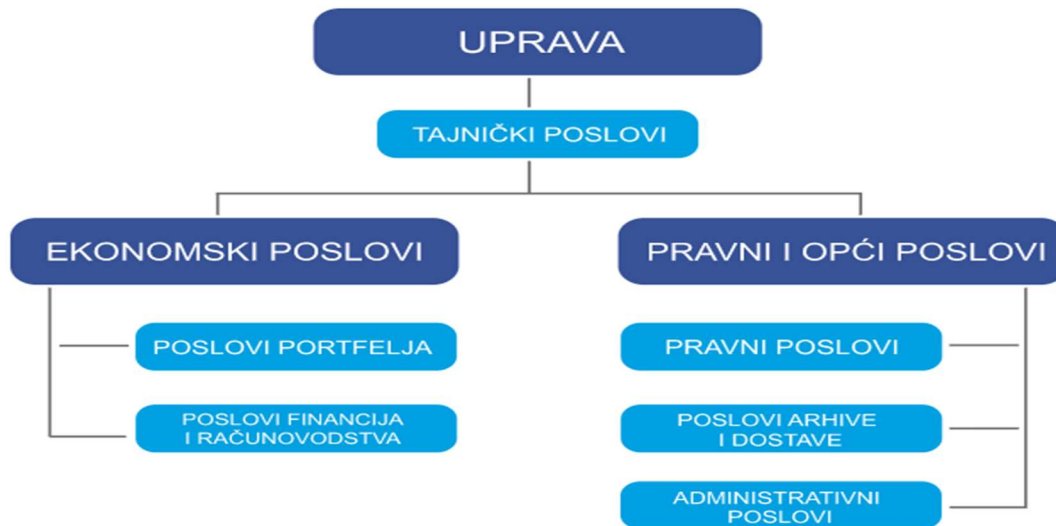 UPRAVA
TAJNIČKI POSLOVI
EKONOMSKI POSLOVI
PRAVNI I OPĆI POSLOVI
POSLOVI PORTFELJA
PRAVNI POSLOVI
POSLOVI FINANCIJA
I RAČUNOVODSTVA
POSLOVI ARHIVE
I DOSTAVE
ADMINISTRATIVNI
POSLOVI